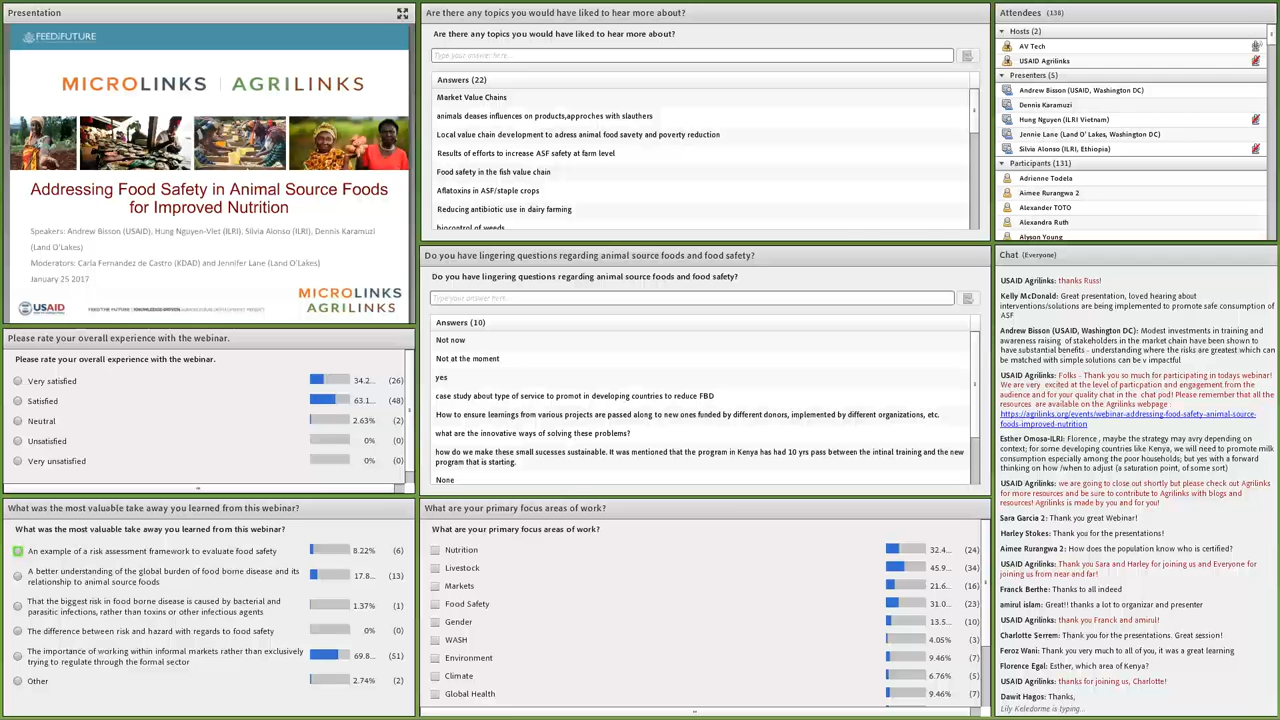 Presentation
FEED the FUTURE
MICROLINKS | AGRILINKS
Addressing Food Safety in Animal Source Foods
for Improved Nutrition
Speakers: Andrew Bisson (USAID), Hung Nguyen-Viet (ILRI), Silvia Alonso (ILRI), Dennis Karamuzi
(Land O'Lakes)
Moderators: Carla Fernandez de Castro (KDAD) and Jennifer Lane (Land O'Lakes)
January 25 2017
USAID
MICROLINKS
AGRILINKS
Please rate your overall experience with the webinar.
Please rate your overall experience with the webinar.
Very satisfied 34.2... (26)
Satisfied 63.1... (48)
Neutral 2.63% (2)
Unsatisfied 0% (0)
Very unsatisfied 0% (0)
What was the most valuable take away you learned from this webinar?
What was the most valuable take away you learned from this webinar?
An example of a risk assessment framework to evaluate food safety 8.22% (6)
A better understanding of the global burden of food borne disease and its
relationship to animal source foods 17.8... (13)
That the biggest risk in food borne disease is caused by bacterial and
parasitic infections, rather than toxins or other infectious agents 1.37% (1)
The difference between risk and hazard with regards to food safety 0% (0)
The importance of working within informal markets rather than exclusively
trying to regulate through the formal sector 69.8... (51)
Other 2.74% (2)
Are there any topics you would have liked to hear more about?
Are there any topics you would have liked to hear more about?
Type your answer here...
Answers (22)
Market Value Chains
animals deases influences on products,approches with slauthers
Local value chain development to adress animal food savety and poverty reduction
Results of efforts to increase ASF safety at farm level
Food safety in the fish value chain
Aflatoxins in ASF/staple crops
Reducing antibiotic use in dairy farming
biocontrol of weeds
Do you have lingering questions regarding animal source foods and food safety?
Do you have lingering questions regarding animal source foods and food safety?
Type your answer here...
Answers (10)
Not now
Not at the moment
yes
case study about type of service to promot in developing countries to reduce FBD
How to ensure learnings from various projects are passed along to new ones funded by different donors, implemented by different organizations, etc.
what are the innovative ways of solving these problems?
how do we make these small sucesses sustainable. It was mentioned that the program in Kenya has had 10 yrs pass between the intinal training and the new
program that is starting.
None
What are your primary focus areas of work?
What are your primary focus areas of work?
Nutrition 32.4... (24)
Livestock 45.9... (34)
Markets 21.6... (16)
Food Safety 31.0... (23)
Gender 13.5... (10)
WASH 4.05% (3)
Environment 9.46% (7)
Climate 6.76% (5)
Global Health 9.46% (7)
Attendees (138)
Hosts (2)
AV Tech
USAID Agrilinks
Presenters (5)
Andrew Bisson (USAID, Washington DC)
Dennis Karamuzi
Hung Nguyen (ILRI Vietnam)
Jennie Lane (Land O' Lakes, Washington DC)
Silvia Alonso (ILRI, Ethiopia)
Participants (131)
Adrienne Todela
Aimee Rurangwa 2
Alexander TOTO
Alexandra Ruth
Alyson Young
Chat (Everyone)
USAID Agrilinks: thanks Russ!
Kelly McDonald: Great presentation, loved hearing about
interventions/solutions are being implemented to promote safe consumption of
ASF
Andrew Bisson (USAID, Washington DC): Modest investments in training and
awareness raising of stakeholders in the market chain have been shown to
have substantial benefits - understanding where the risks are greatest which can
be matched with simple solutions can be v impactful
USAID Agrilinks: Folks - Thank you so much for participating in todays webinar!
We are very excited at the level of particpation and engagement from the
audience and for your quality chat in the chat pod! Please remember that all the
resources are available on the Agrilinks webpage
https://agrilinks.org/events/webinar-addressing-food-safety-animal-source-
foods-improved-nutrition
Esther Omosa-ILRI: Florence , maybe the strategy may avry depending on
context; for some developing countries like Kenya, we will need to promote milk
consumption especially among the poor households; but yes with a forward
thinking on how /when to adjust (a saturation point, of some sort)
USAID Agrilinks: we are going to close out shortly but please check out Agrilinks
for more resources and be sure to contribute to Agrilinks with blogs and
resources! Agrilinks is made by you and for you!
Sara Garcia 2: Thank you great Webinar!
Harley Stokes: Thank you for the presentations!
Aimee Rurangwa 2: How does the population know who is certified?
USAID Agrilinks: Thank you Sara and Harley for joining us and Everyone for
joining us from near and far!
Franck Berthe: Thanks to all indeed
amirul islam: Great!! thanks a lot to organizar and presenter
USAID Agrilinks: thank you Franck and amirul!
Charlotte Serrem: Thank you for the presentations. Great session!
Feroz Wani: Thank you very much to all of you, it was a great learning
Florence Egal: Esther, which area of Kenya?
USAID Agrilinks: thanks for joining us, Charlotte!
Dawit Hagos: Thanks,
Lily Keledorme is typing...